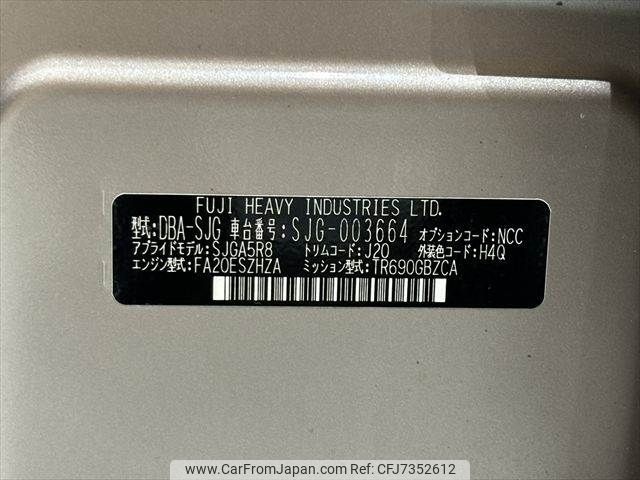 FUJI HEAVY INDUSTRIES LTD.
型式:DBA-SJG 車台番号:SJG-003664 オプションコード:NCC
アプライドモデル:SJGA5R8 トリムコード:J20 外装色コード:H4Q
エンジン型式:FA20ESZHZA ミッション型式:TR690GBZCA
www.CarFromJapan.com | ID: CFJ7352612